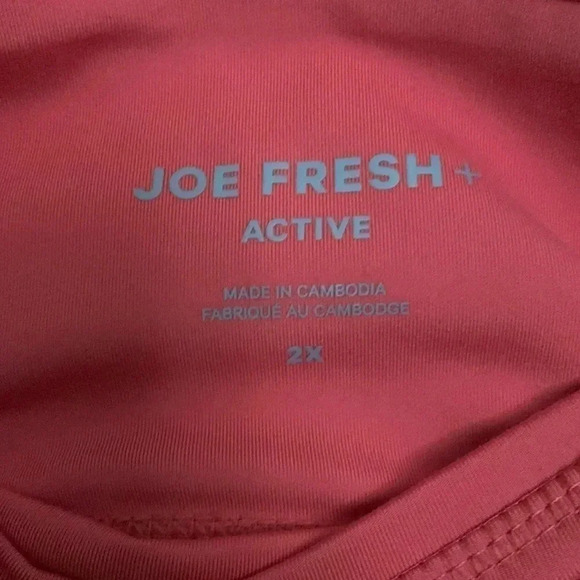 JOE FRESH +
ACTIVE
MADE IN CAMBODIA
FABRIQUÉ AU CAMBODGE
2X